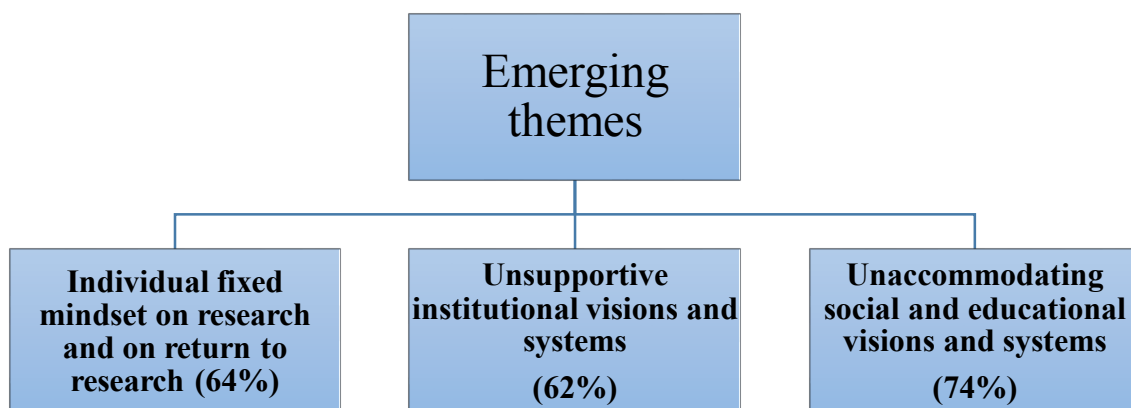 Emerging
themes
Individual fixed
mindset on research
and on return to
research (64%)
Unsupportive
institutional visions and
systems
(62%)
Unaccommodating
social and educational
visions and systems
(74%)